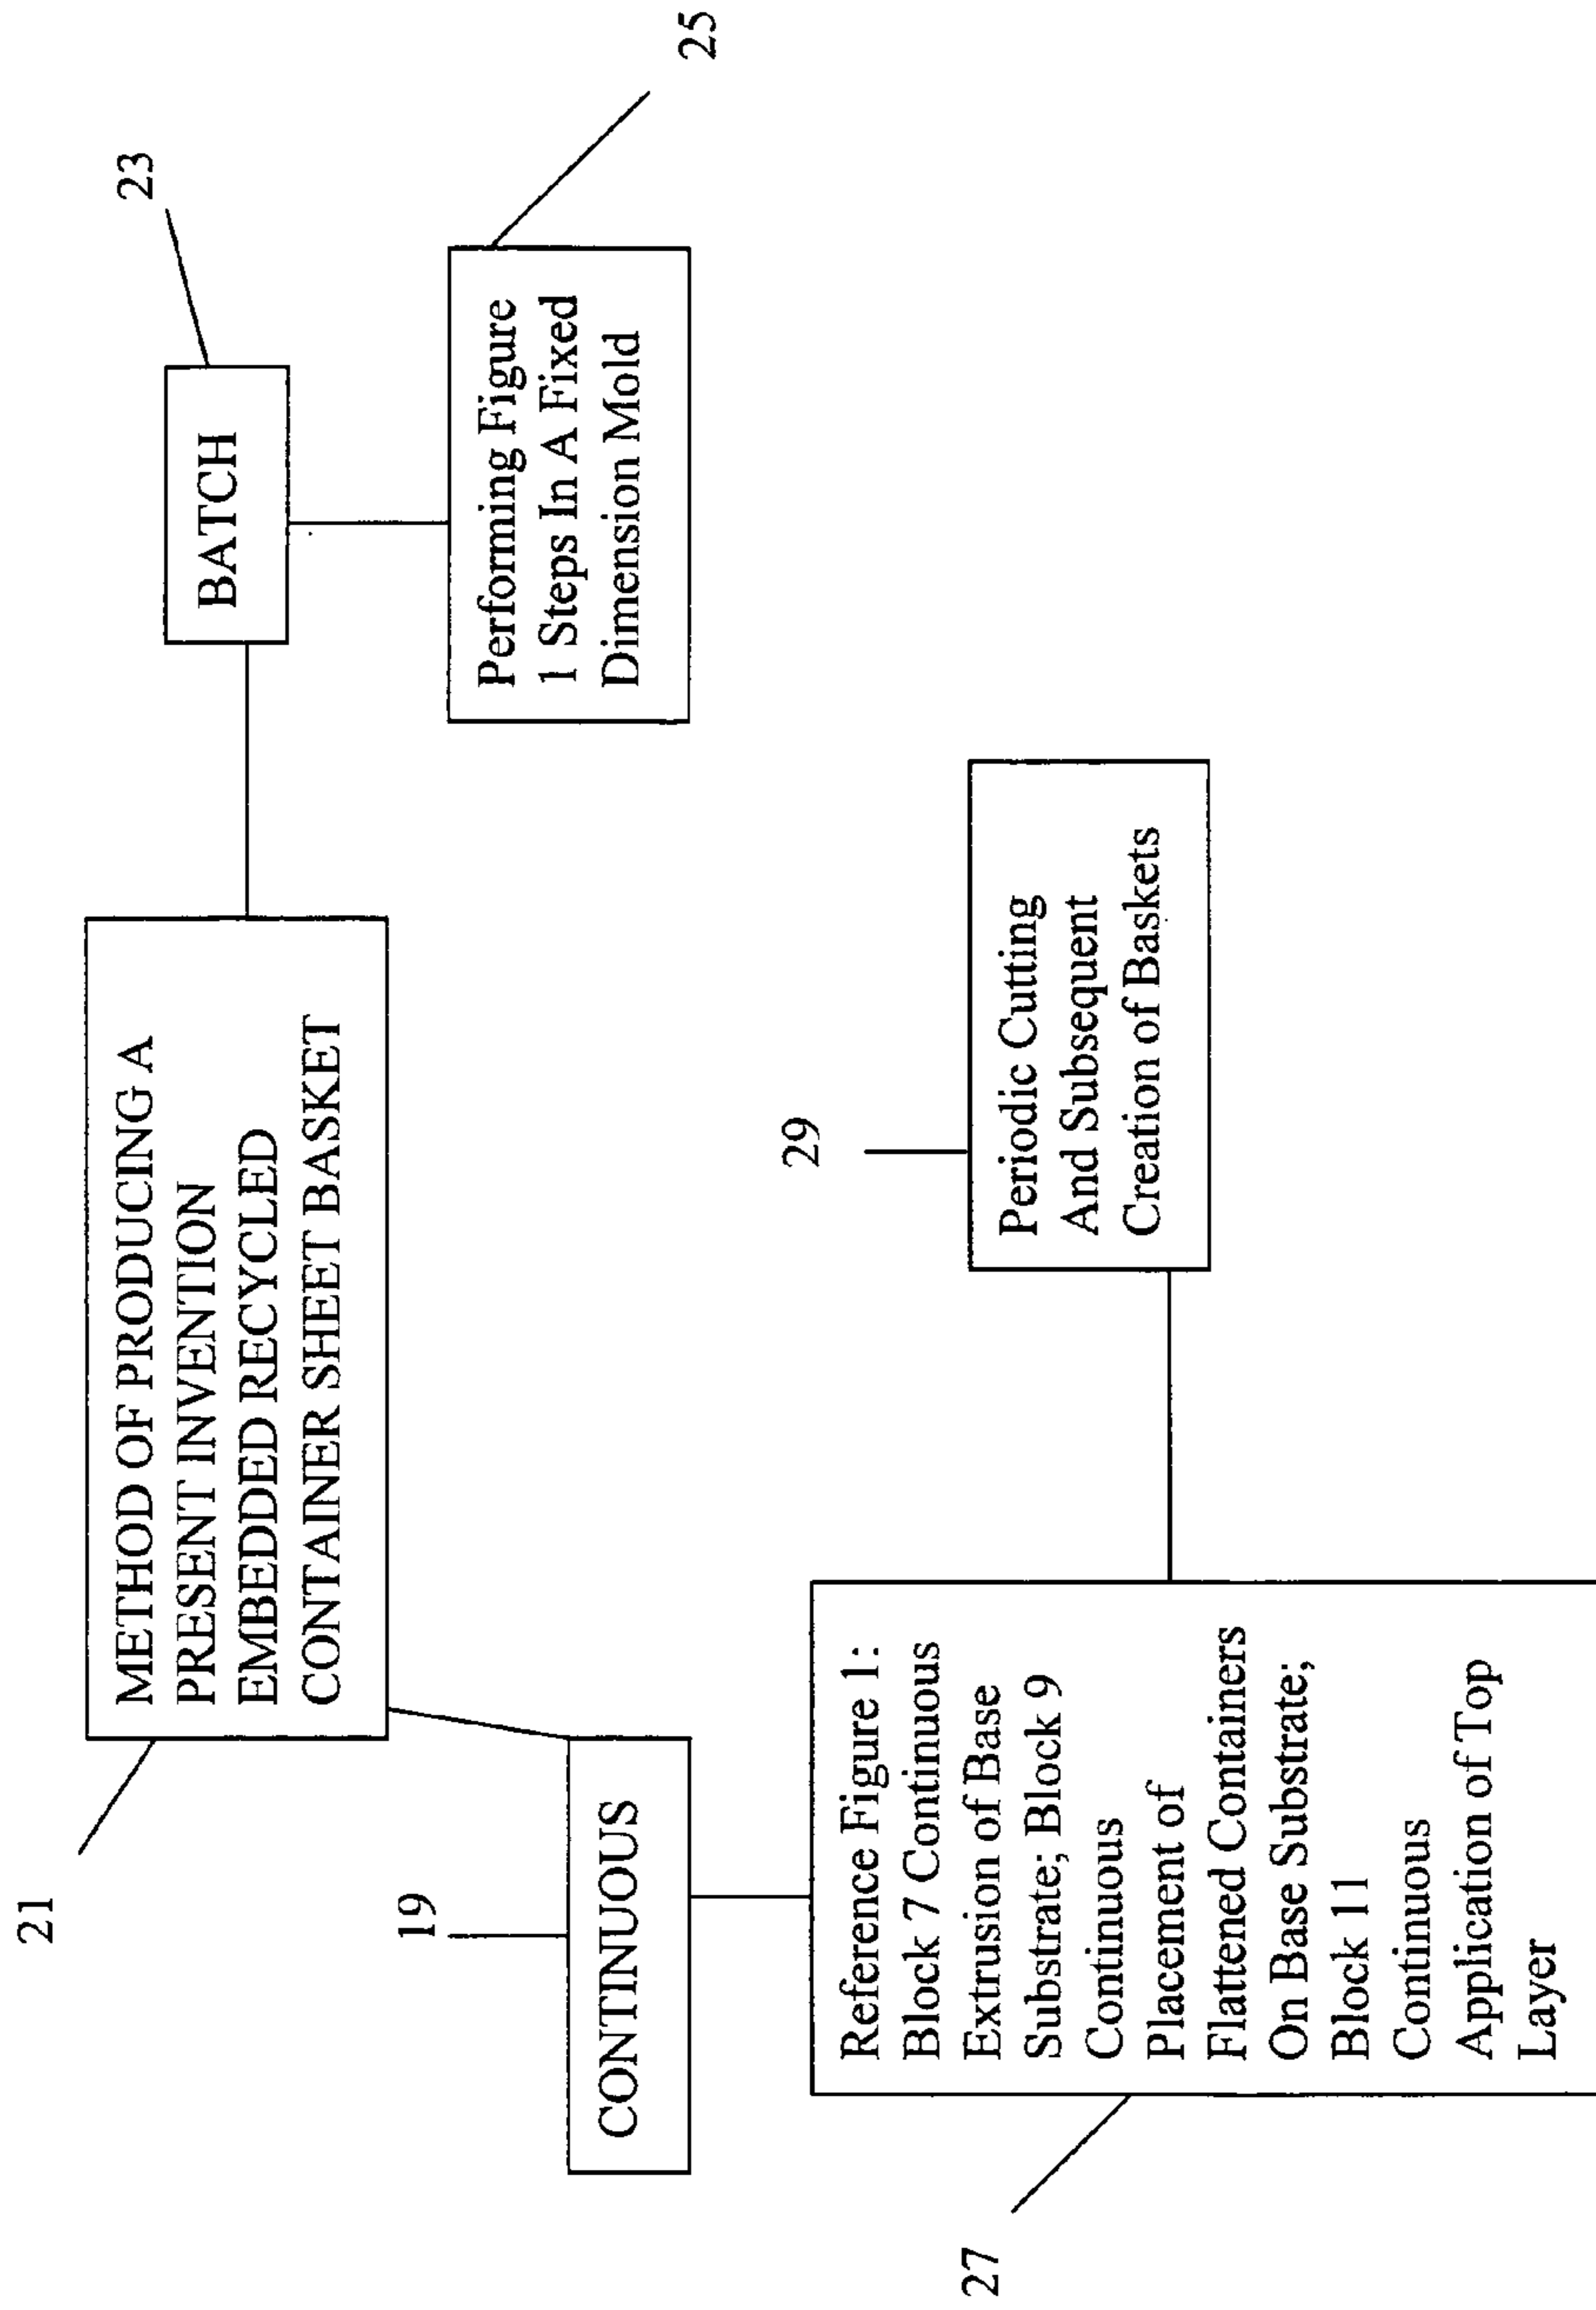 21
METHOD OF PRODUCING A
PRESENT INVENTION
EMBEDDED RECYCLED
CONTAINER SHEET BASKET
23
BATCH
25
Performing Figure
1 Steps In A Fixed
Dimension Mold
19
CONTINUOUS
27
Reference Figure 1:
Block 7 Continuous
Extrusion of Base
Substrate; Block 9
Continuous
Placement of
Flattened Containers
On Base Substrate;
Block 11
Continuous
Application of Top
Layer
29
Periodic Cutting
And Subsequent
Creation of Baskets